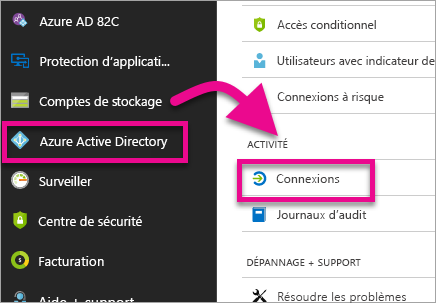 Azure AD 82C
Protection d'applicati...
Comptes de stockage
Azure Active Directory
Surveiller
Centre de sécurité
Facturation
Aide + support
Accès conditionnel
Utilisateurs avec indicateur de
Connexions à risque
ACTIVITÉ
Connexions
Journaux d'audit
DÉPANNAGE + SUPPORT
Résoudre les problèmes